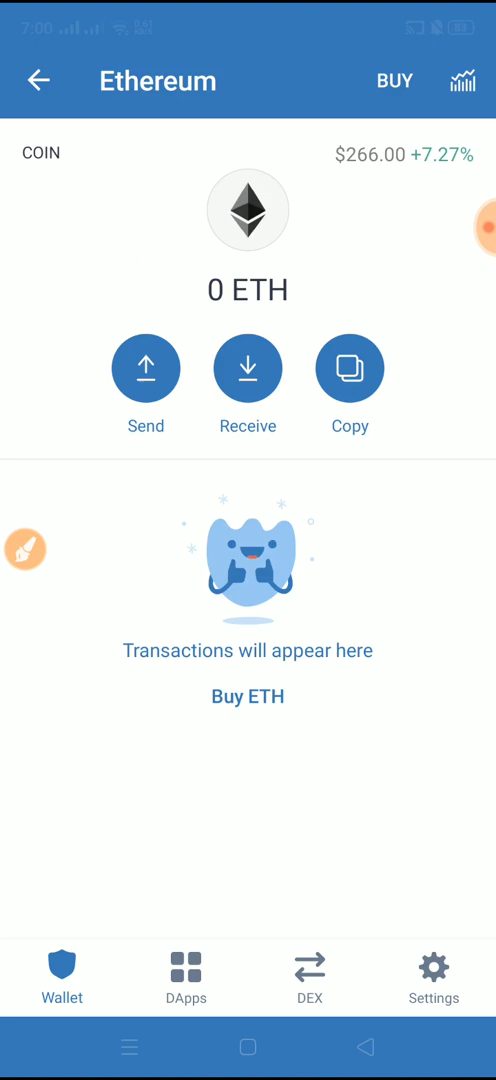 7:00
Ethereum
BUY
COIN
$266.00 +7.27%
0 ETH
Send
Receive
Copy
Transactions will appear here
Buy ETH
Wallet
DApps
DEX
Settings